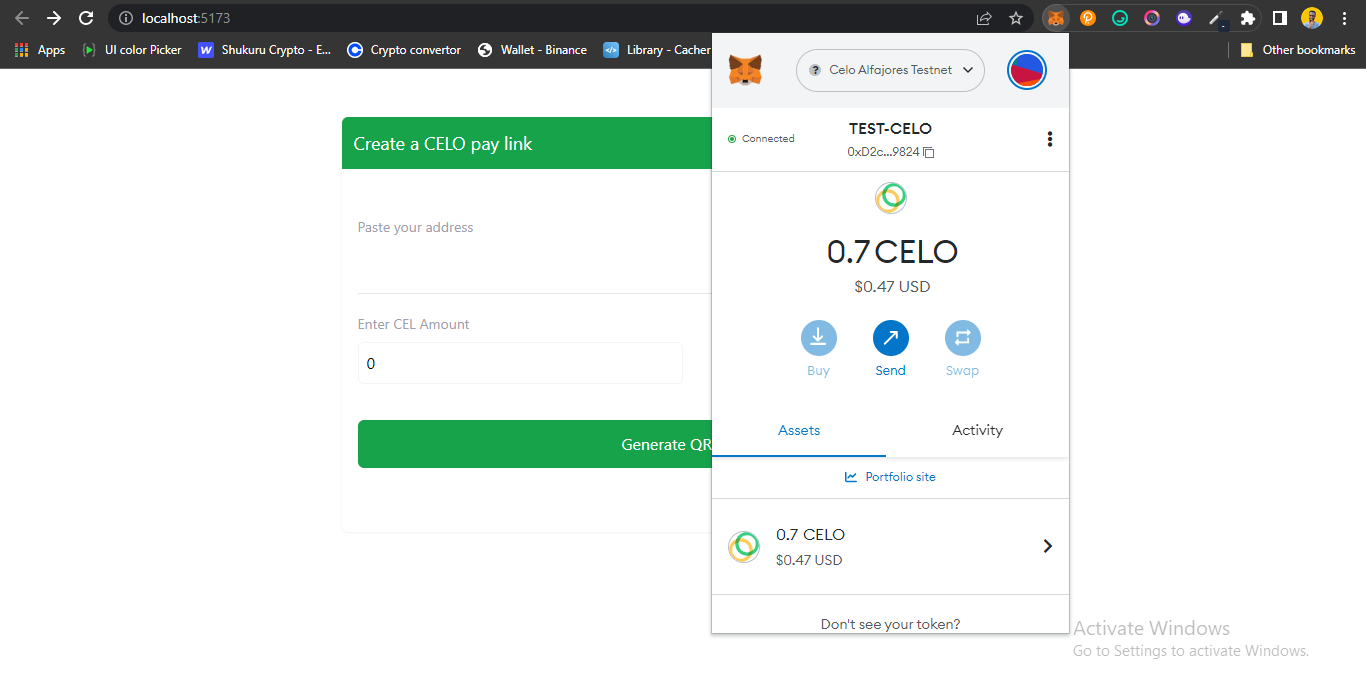 localhost:5173
Apps
UI color Picker
Shukuru Crypto - E...
Crypto convertor
Wallet - Binance
Library - Cacher
Other bookmarks
Create a CELO pay link
Paste your address
Enter CEL Amount
0
Generate QR
? Celo Alfajores Testnet
Connected
TEST-CELO
0xD2c...9824
0.7 CELO
$0.47 USD
Buy
Send
Swap
Assets
Activity
Portfolio site
0.7 CELO
$0.47 USD
Don't see your token?
Activate Windows
Go to Settings to activate Windows.